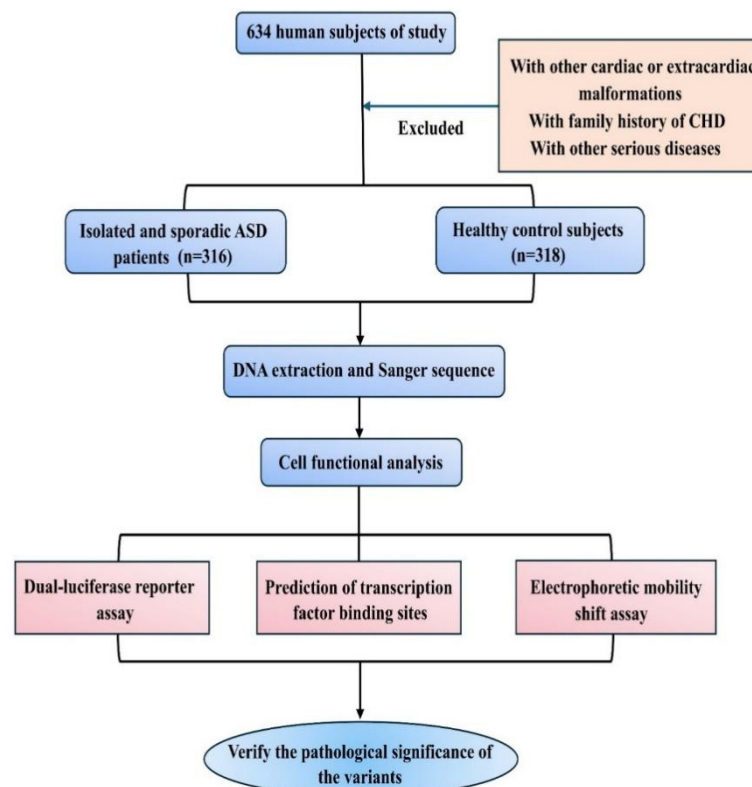 634 human subjects of study
With other cardiac or extracardiac
malformations
With family history of CHD
With other serious diseases
Excluded
Isolated and sporadic ASD
patients (n=316)
Healthy control subjects
(n=318)
DNA extraction and Sanger sequence
Cell functional analysis
Dual-luciferase reporter
assay
Prediction of transcription
factor binding sites
Electrophoretic mobility
shift assay
Verify the pathological significance of
the variants